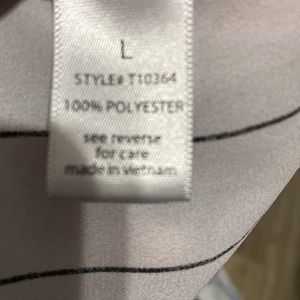 L
STYLE# T10364
100% POLYESTER
see reverse
for care
made in vietnam